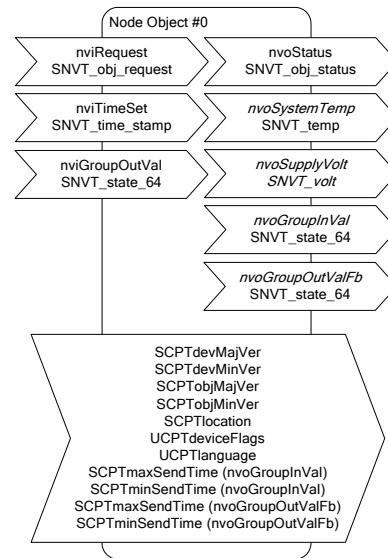 Node Object #0
nviRequest
SNVT_obj_request
nvoStatus
SNVT_obj_status
nviTimeSet
SNVT_time_stamp
nvoSystemTemp
SNVT_temp
nviGroupOutVal
SNVT_state_64
nvoSupplyVolt
SNVT_volt
nvoGroupInVal
SNVT_state_64
nvoGroupOutValFb
SNVT_state_64
SCPTdevMajVer
SCPTdevMinVer
SCPTobjMajVer
SCPTobjMinVer
SCPTlocation
UCPTdeviceFlags
UCPTlanguage
SCPTmaxSendTime (nvoGroupInVal)
SCPTminSendTime (nvoGroupInVal)
SCPTmaxSendTime (nvoGroupOutValFb)
SCPTminSendTime (nvoGroupOutValFb)